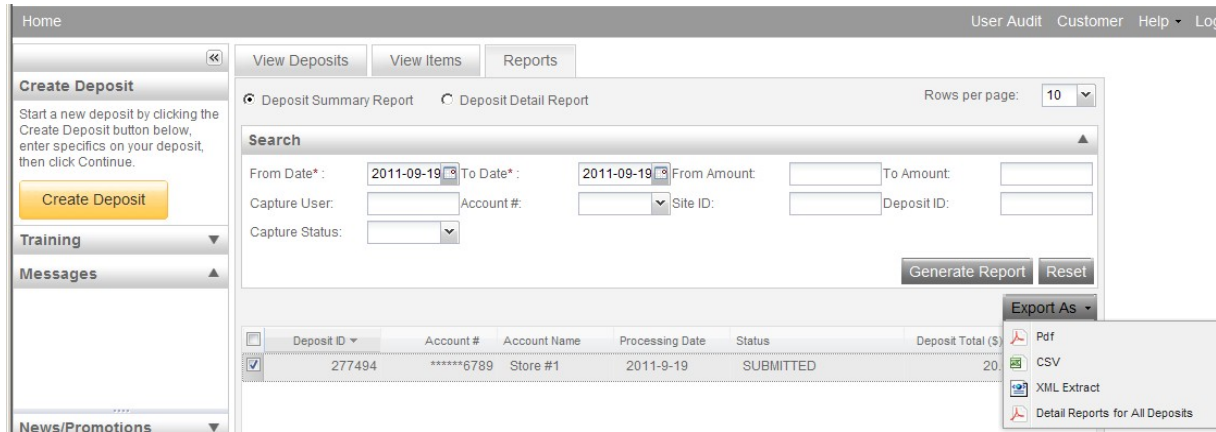 Home User Audit Customer Help Log
View Deposits View Items Reports
Create Deposit
Start a new deposit by clicking the
Create Deposit button below,
enter specifics on your deposit,
then click Continue.
Create Deposit
Training
Messages
News/Promotions
Deposit Summary Report Deposit Detail Report Rows per page: 10
Search
From Date* : 2011-09-19 To Date* : 2011-09-19 From Amount: To Amount:
Capture User: Account #: Site ID: Deposit ID:
Capture Status:
Generate Report Reset
Export As
Deposit ID Account # Account Name Processing Date Status Deposit Total ($)
277494 ******6789 Store #1 2011-9-19 SUBMITTED 20.
Pdf
CSV
XML Extract
Detail Reports for All Deposits